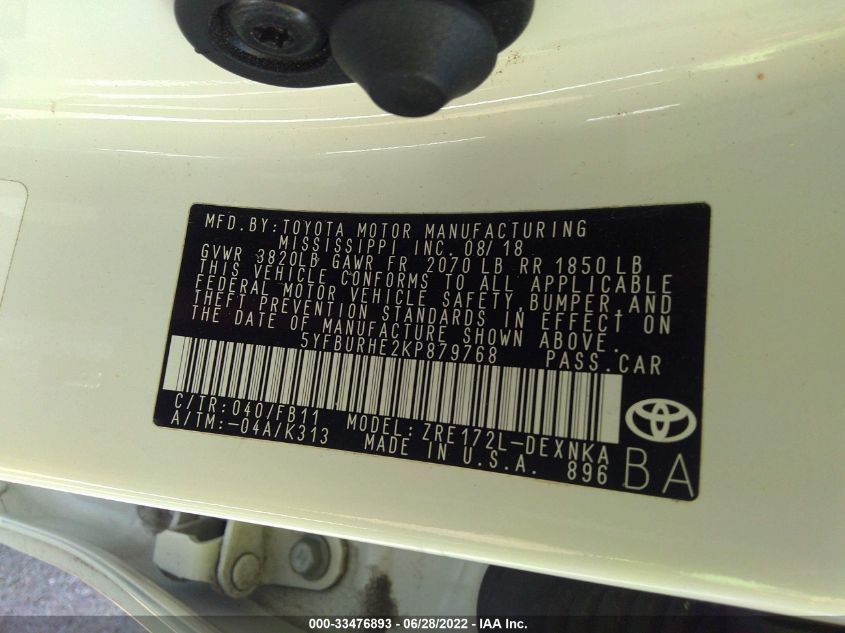 MFD.BY:TOYOTA MOTOR MANUFACTURING
MISSISSIPPI INC 08/18
GVWR 3820LB GAWR FR 2070 LB RR 1850 LB
THIS VEHICLE CONFORMS TO ALL APPLICABLE
FEDERAL MOTOR VEHICLE SAFETY, BUMPER, AND
THEFT PREVENTION STANDARDS IN EFFECT ON
THE DATE OF MANUFACTURE SHOWN ABOVE.
5YFBURHE2KP879768 PASS.CAR
C/TR:040/FB11 MODEL:ZRE172L-DEXNKA
A/TM:-04A/K313 MADE IN U.S.A. 896 BA
000-33476893 / 06/28/2022 - IAA Inc.